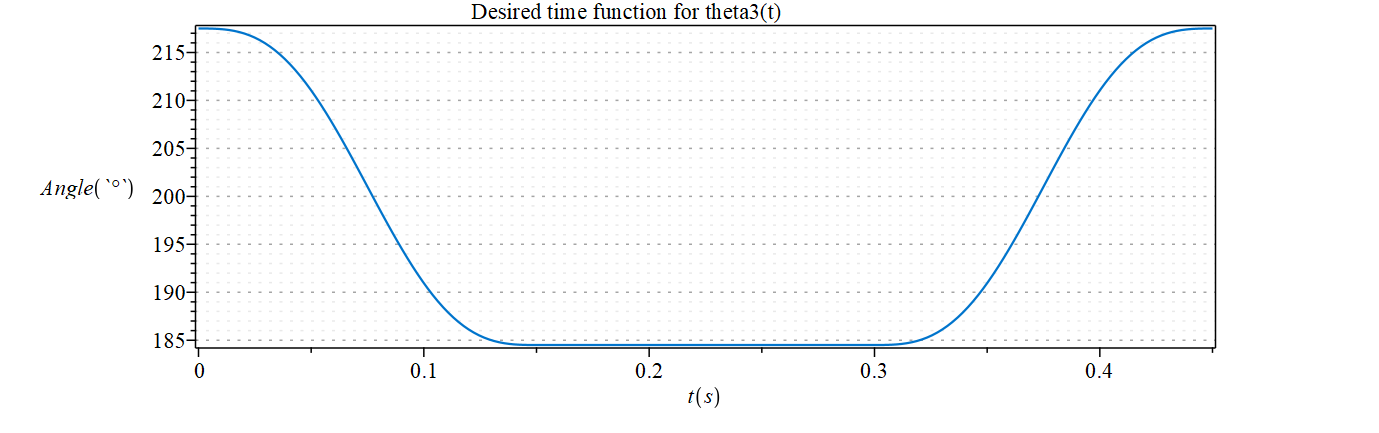 Desired time function for theta3(t)
215
210
205
Angle(`°`)
200
195
190
185
0 0.1 0.2 0.3 0.4
t(s)